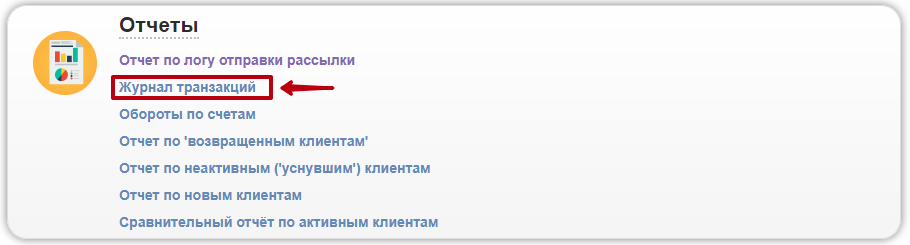 Отчеты
Отчет по логу отправки рассылки
Журнал транзакций
Обороты по счетам
Отчет по 'возвращенным клиентам'
Отчет по неактивным ('уснувшим') клиентам
Отчет по новым клиентам
Сравнительный отчёт по активным клиентам